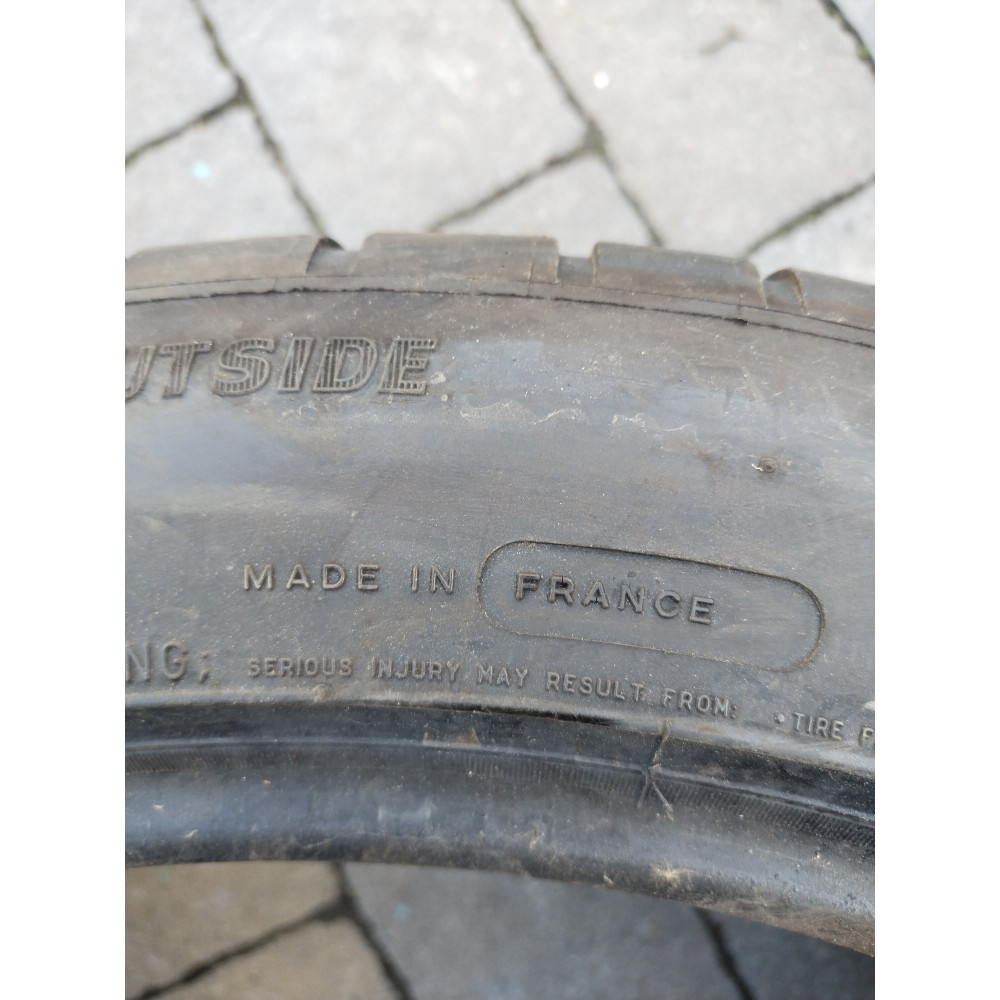 UTSIDE
MADE IN FRANCE
NG; SERIOUS INJURY MAY RESULT FROM: • TIRE F